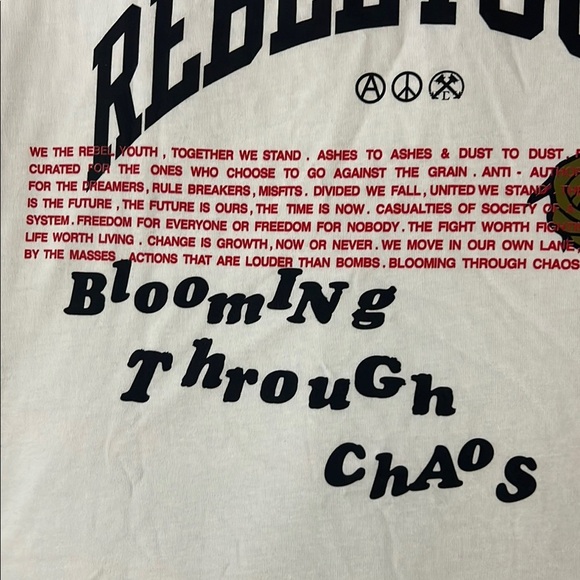 REBEL
WE THE REBEL YOUTH , TOGETHER WE STAND . ASHES TO ASHES & DUST TO DUST .
CURATED FOR THE ONES WHO CHOOSE TO GO AGAINST THE GRAIN . ANTI -
FOR THE DREAMERS , RULE BREAKERS , MISFITS . DIVIDED WE FALL , UNITED WE STAND
IS THE FUTURE , THE FUTURE IS OURS , THE TIME IS NOW . CASUALTIES OF SOCIETY OF
SYSTEM . FREEDOM FOR EVERYONE OR FREEDOM FOR NOBODY . THE FIGHT WORTH
LIFE WORTH LIVING . CHANGE IS GROWTH , NOW OR NEVER . WE MOVE IN OUR OWN LANE
BY THE MASSES ACTIONS THAT ARE LOUDER THAN BOMBS . BLOOMING THROUGH CHAOS
BlooмINg
ThrouGh
ChAoS